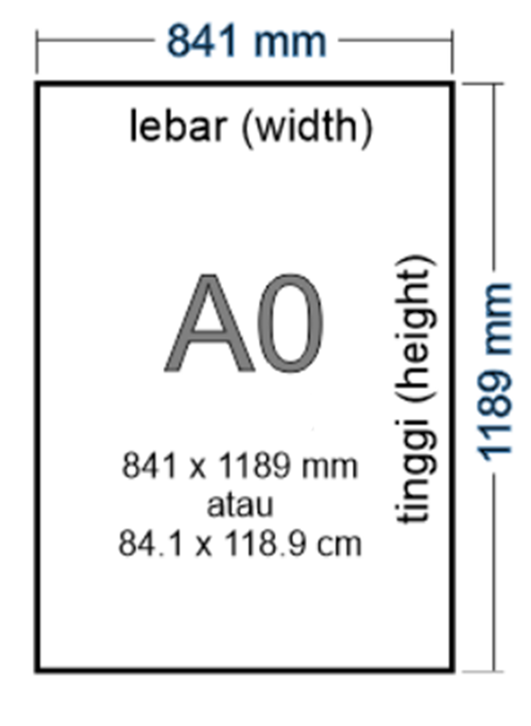 841 mm
lebar (width)
A0
tinggi (height)
1189 mm
841 x 1189 mm
atau
84.1 x 118.9 cm